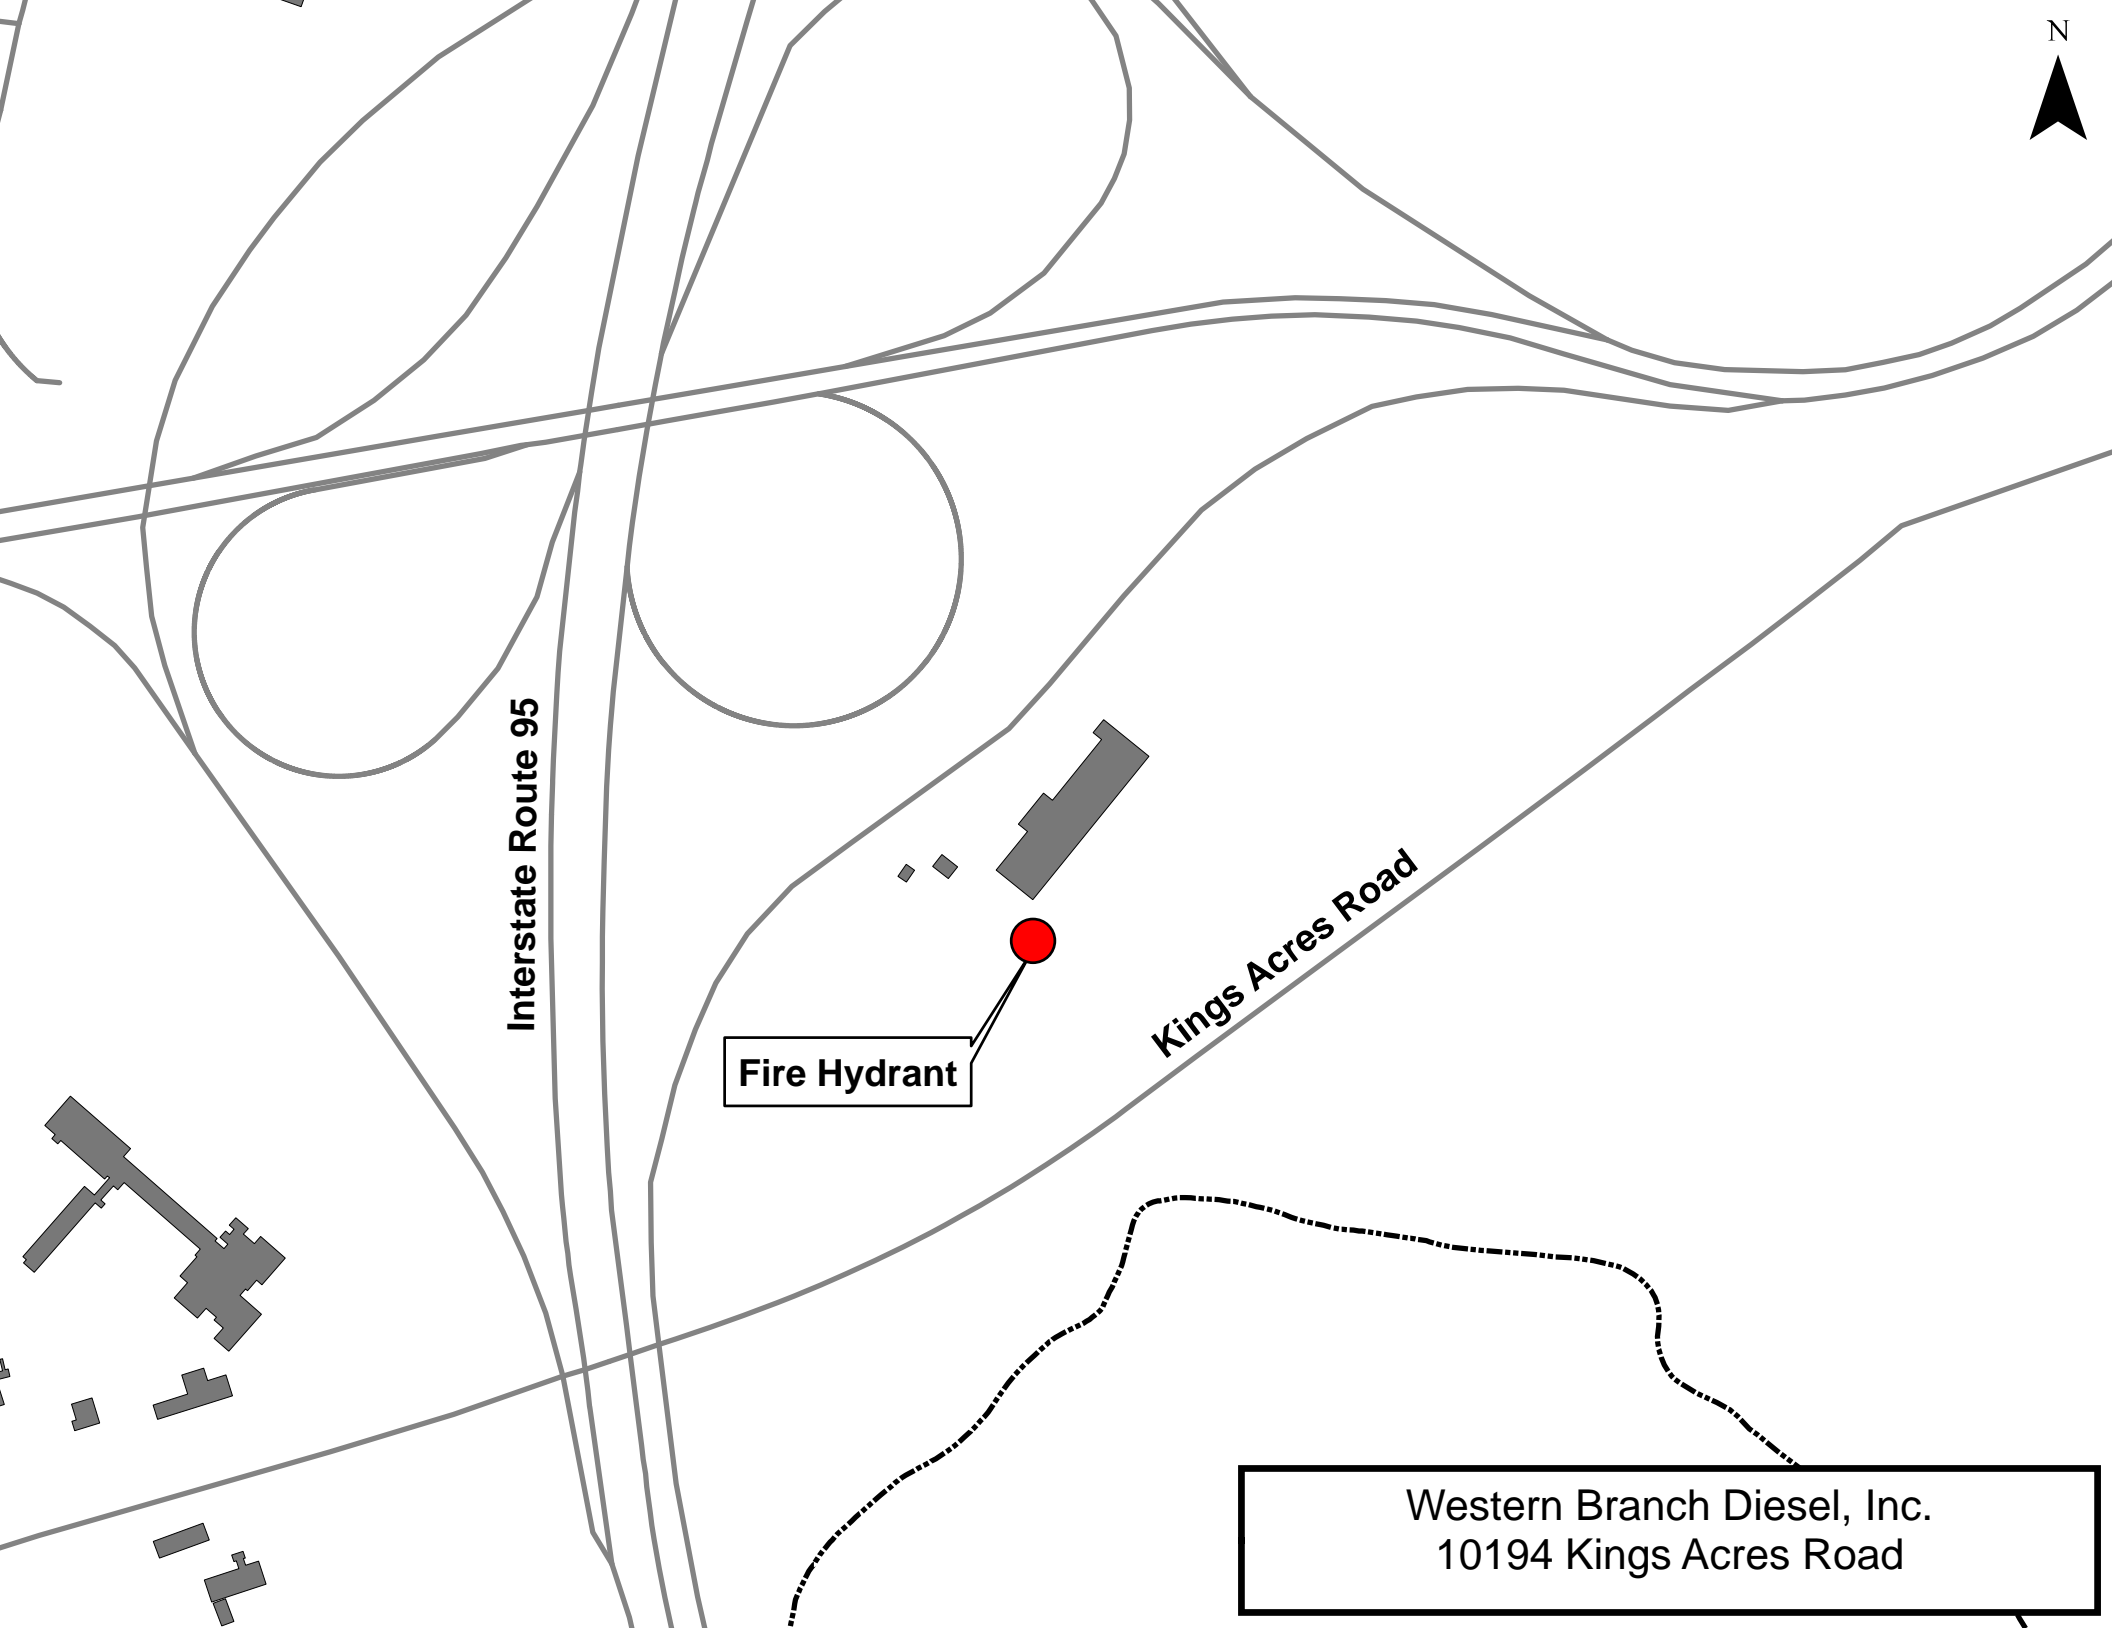 N
Interstate Route 95
Kings Acres Road
Fire Hydrant
Western Branch Diesel, Inc.
10194 Kings Acres Road